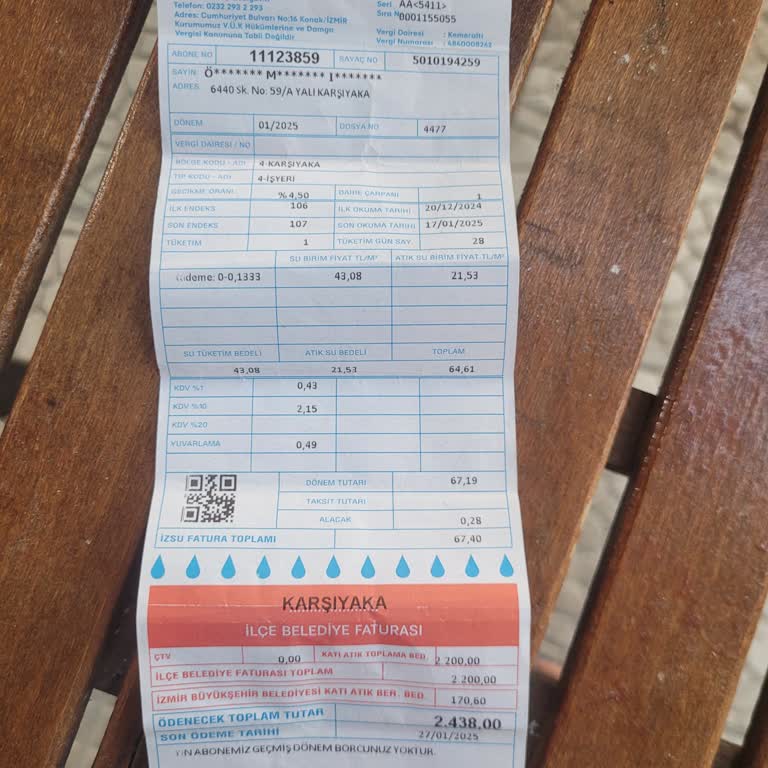 Telefon: 0232 293 2 293
Adres: Cumhuriyet Bulvarı No:16 Konak/İZMİR
Kurumumuz V.U.K Hükümlerine ve Damga
Vergisi Kanununa Tabii Değildir
Seri AA<5411>
Sıra N 0001155055
Vergi Dairesi : Kemeraltı
Vergi Numarası : 4840008262
ABONE NO 11123859 SAYAÇ NO 5010194259
SAYIN Ö******* M******* I*******
ADRES 6440 Sk. No: 59/A YALI KARŞIYAKA
DÖNEM 01/2025 DOSYA NO 4477
VERGİ DAİRESİ / NO
BÖLGE KODU - ADI 4-KARŞIYAKA
TİP KODU - ADI 4-İŞYERİ
GECİKME ORANI %4,50 DAİRE ÇARPANI 1
İLK ENDEKS 106 İLK OKUMA TARİHİ 20/12/2024
SON ENDEKS 107 SON OKUMA TARİHİ 17/01/2025
TÜKETİM 1 TÜKETİM GÜN SAY. 28
SU BİRİM FİYAT TL/M³ ATIK SU BİRİM FİYAT TL/M³
Kademe: 0-0,1333 43,08 21,53
SU TÜKETİM BEDELİ ATIK SU BEDELİ TOPLAM
43,08 21,53 64,61
KDV %1 0,43
KDV %10 2,15
KDV %20
YUVARLAMA 0,49
DÖNEM TUTARI 67,19
TAKSİT TUTARI
ALACAK 0,28
İZSU FATURA TOPLAMI 67,40
KARŞIYAKA
İLÇE BELEDİYE FATURASI
ÇTV 0,00 KATI ATIK TOPLAMA BED. 2 200,00
İLÇE BELEDİYE FATURASI TOPLAM 2.200,00
İZMİR BÜYÜKŞEHİR BELEDİYESİ KATI ATIK BER. BED. 170,60
ÖDENECEK TOPLAM TUTAR 2.438,00
SON ÖDEME TARİHİ 27/01/2025
YIN ABONEMİZ GEÇMİŞ DÖNEM BORCUNUZ YOKTUR.